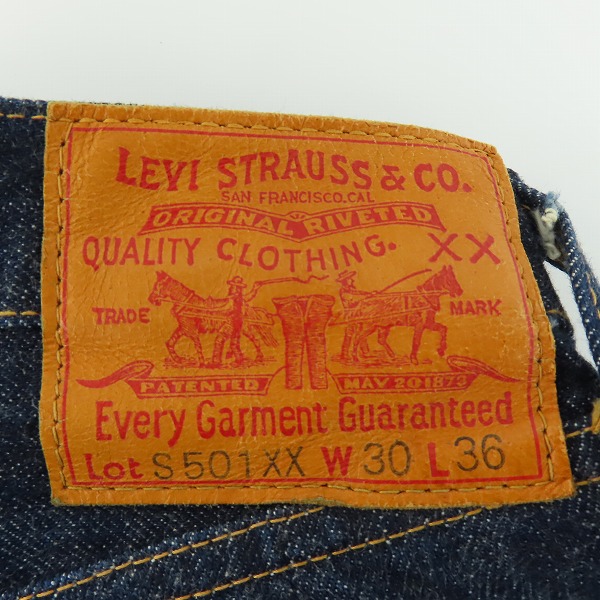 LEVI STRAUSS & CO.
SAN FRANCISCO, CAL
ORIGINAL RIVETED
QUALITY CLOTHING. XX
TRADE MARK
PATENTED MAY 20 1873
Every Garment Guaranteed
Lot S501XX W 30 L 36